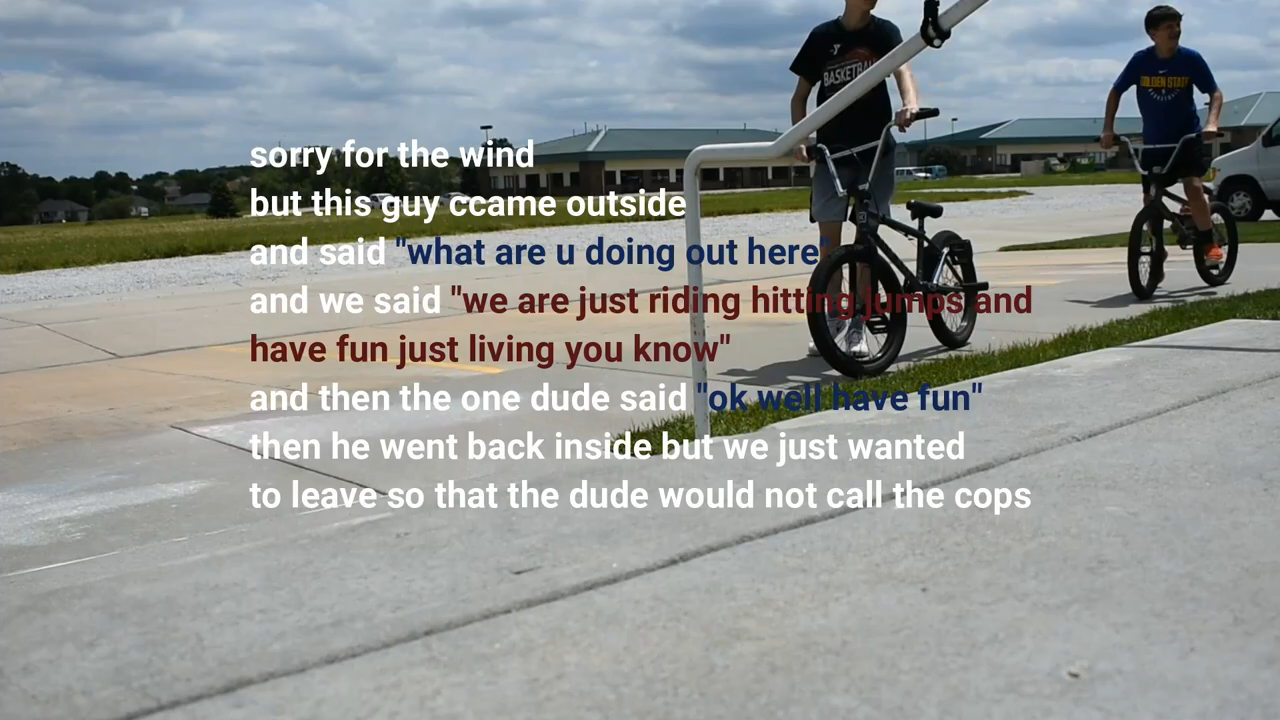 sorry for the wind
but this guy ccame outside
and said "what are u doing out here"
and we said "we are just riding hitting jumps and
have fun just living you know"
and then the one dude said "ok well have fun"
then he went back inside but we just wanted
to leave so that the dude would not call the cops
BASKETBALL
GOLDEN STATE